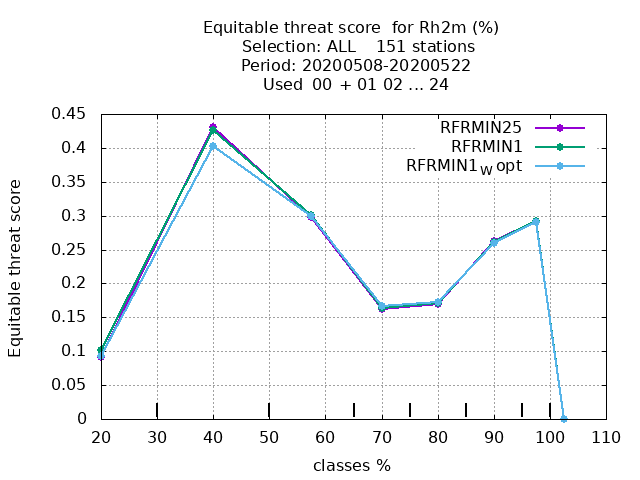 Equitable threat score  for Rh2m (%)
Selection: ALL    151 stations
Period: 20200508-20200522
Used  00 + 01 02 ... 24
RFRMIN25
RFRMIN1
RFRMIN1W opt
Equitable threat score
0.45
0.4
0.35
0.3
0.25
0.2
0.15
0.1
0.05
0
20 30 40 50 60 70 80 90 100 110
classes %